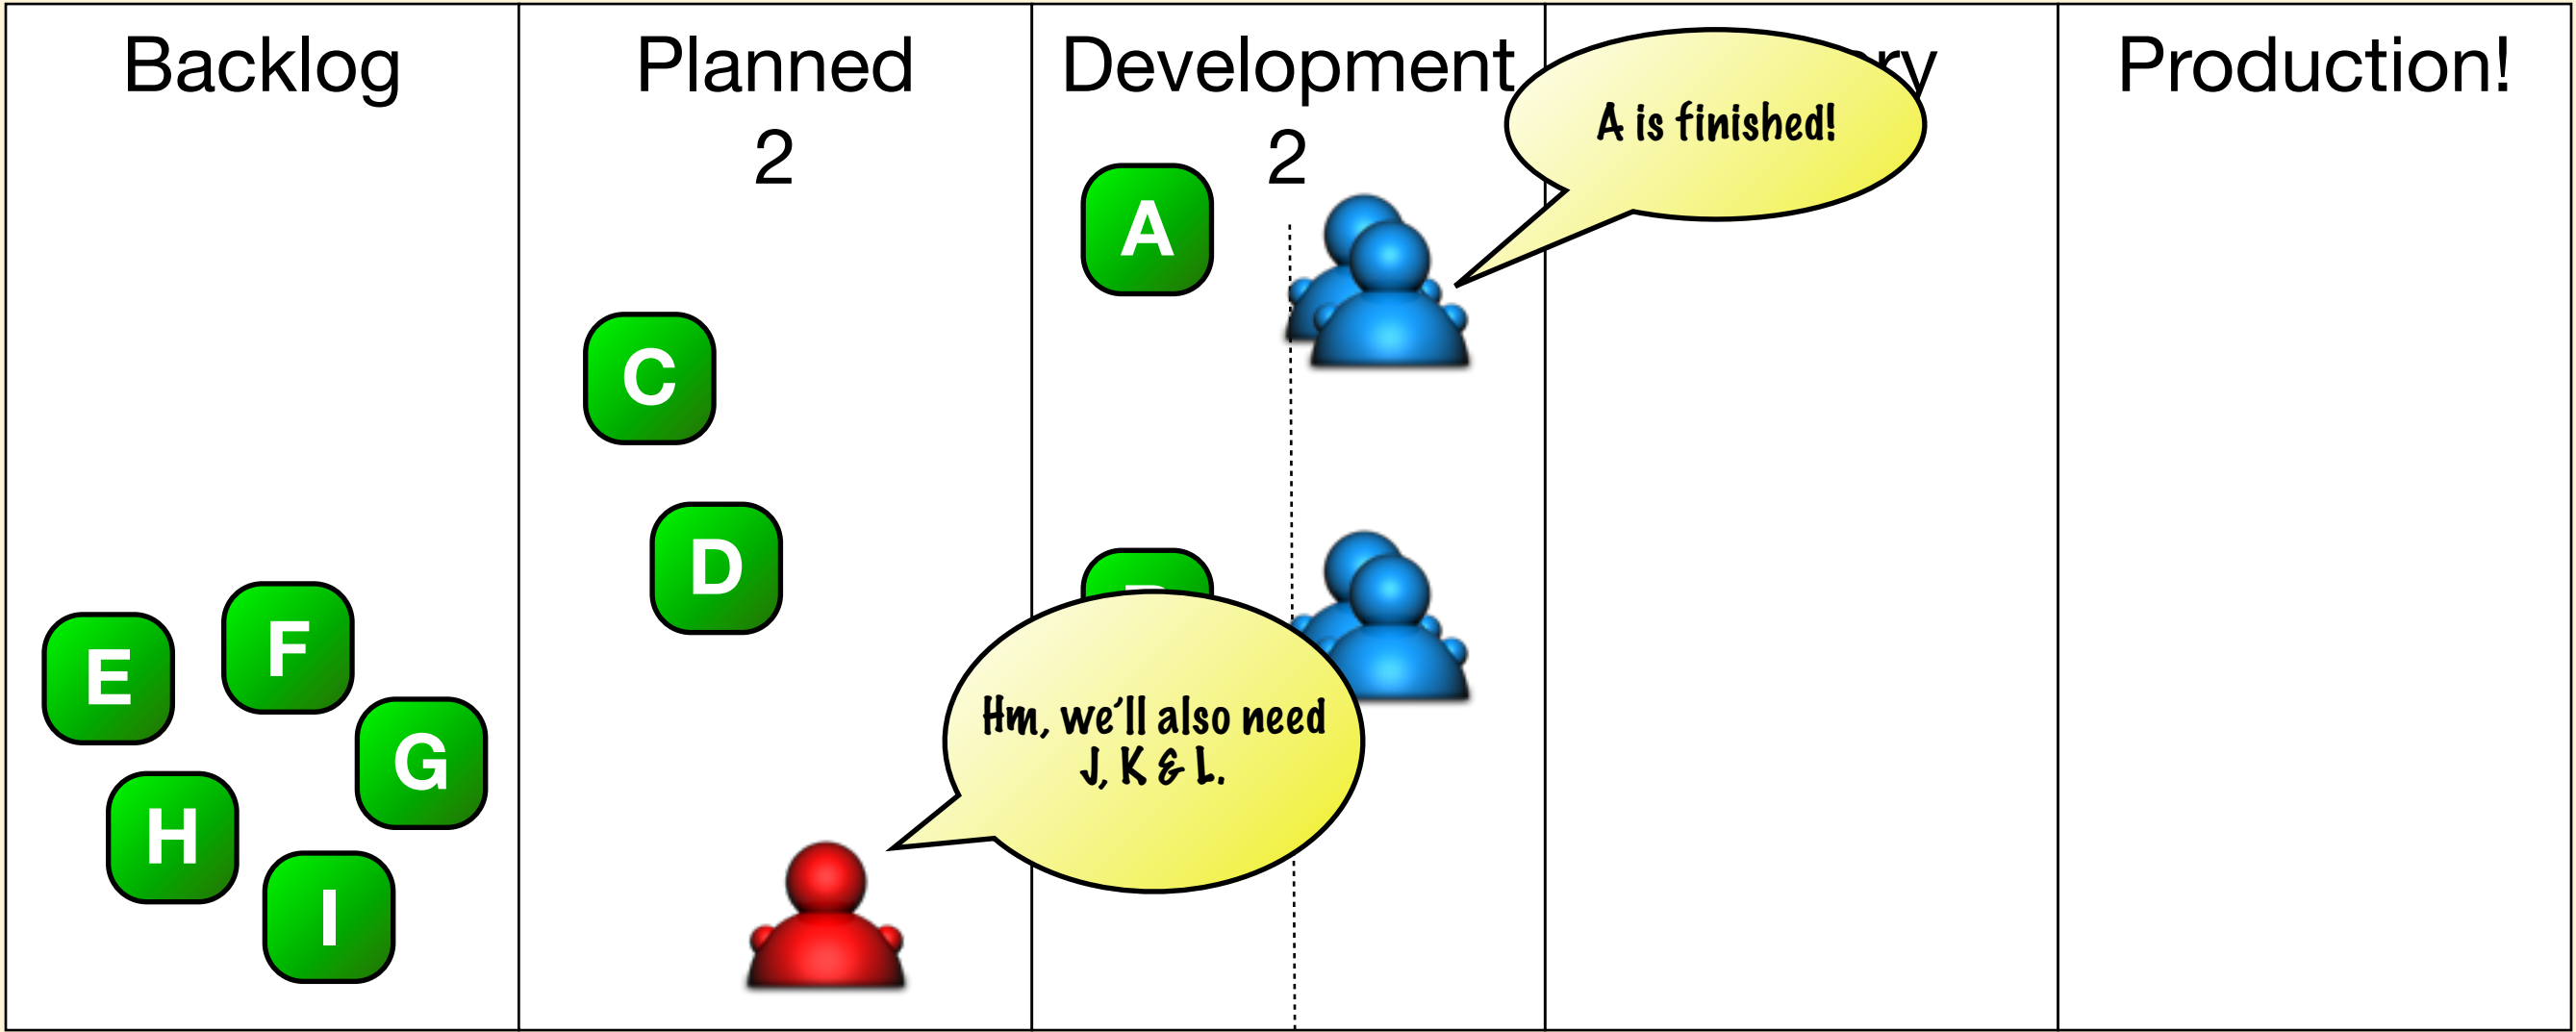 Backlog
Planned
2
Development
2
A is finished!
Production!
A
C
D
E
F
G
H
I
Hm, we'll also need
J, K & L.